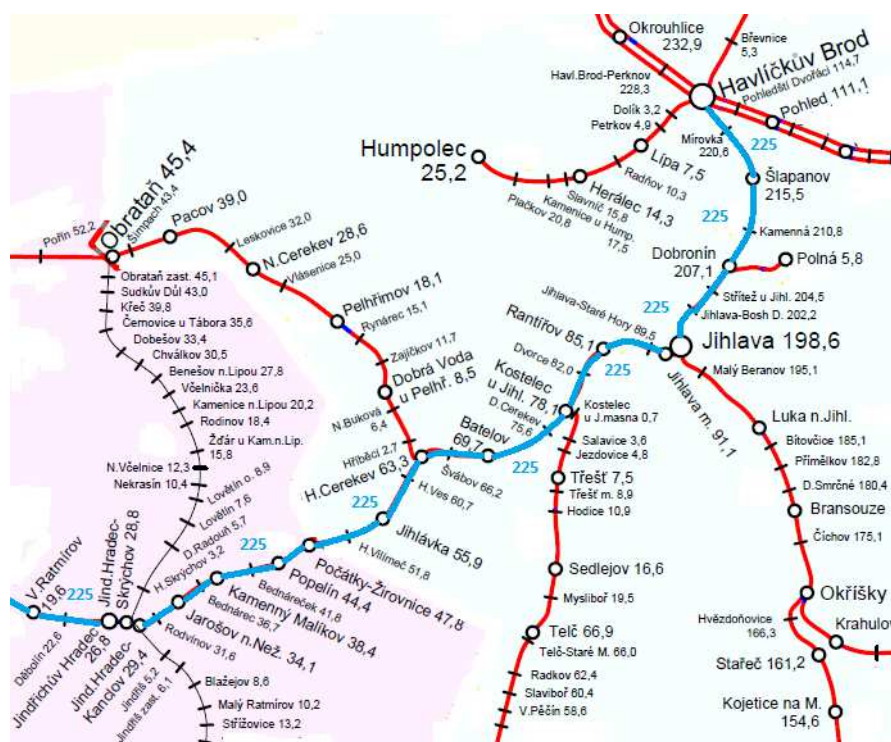 Okrouhlice
232,9
Břevnice
5,3
Havl.Brod-Perknov
228,3
Havlíčkův Brod
Pohledští Dvořáci 114,7
Pohled 111,1
Dolík 3,2
Petrkov 4,9
Mírovka
220,6
225
Humpolec
25,2
Lípa 7,5
Radňov 10,3
Herálec 14,3
Slavníč 15,8
Kamenice u Hump.
17,5
Plačkov 20,8
Šlapanov
215,5
225
Kamenná 210,8
Obrataň 45,4
Pořín 52,2
Simpach 43,4
Pacov 39,0
Leskovice 32,0
N.Cerekev 28,6
Vlásenice 25,0
Dobronín
207,1
Polná 5,8
Obrataň zast. 45,1
Sudkův Důl 43,0
Křeč 39,8
Černovice u Tábora 35,6
Dobešov 33,4
Chválkov 30,5
Benešov n.Lipou 27,8
Včelnička 23,6
Kamenice n.Lipou 20,2
Rodinov 18,4
Žďár u Kam.n.Lip.
15,8
N.Včelnice 12,3
Nekrasín 10,4
Pelhřimov 18,1
Rynárec 15,1
Zajíčkov 11,7
Dobrá Voda
u Pelhř. 8,5
N.Buková
6,4
Hříběcí 2,7
225
Střítež u Jihl. 204,5
Jihlava-Bosh D. 202,2
Jihlava-Staré Hory 89,5
Rantířov 85,1
225
Jihlava 198,6
Jihlava m. 91,1
Malý Beranov 195,1
Dvorce 82,0
Kostelec
u Jihl. 78,1
D.Cerekev
75,6
Kostelec
u J.masna 0,7
Salavice 3,6
Jezdovice 4,8
Luka n.Jihl.
Bítovčice 185,1
Přímělkov 182,8
D.Smrčné 180,4
Batelov
69,7
225
Švábov 66,2
H.Cerekev 63,3
H.Ves 60,7
225
Třešť 7,5
Třešť m. 8,9
Hodice 10,9
Bransouze
Číchov 175,1
Lovětín o. 8,9
Lovětín 7,6
D.Radouň 5,7
H.Skrýchov 3,2
225
Jihlávka 55,9
H.Vilímeč 51,8
Počátky-Žirovnice 47,8
Popelín 44,4
Bednáreček 41,8
Kamenný Malíkov 38,4
Bednárec 36,7
Jarošov n.Než. 34,1
Rodvínov 31,6
Sedlejov 16,6
Mysliboř 19,5
Okříšky
Hvězdoňovice
166,3
Krahulov
V.Ratmírov
19,6
225
Jind.Hradec-
Skrýchov 28,8
Děbolín 22,6
Jindřichův Hradec
26,8
Jind.Hradec-
Kanclov 29,4
Jindřiš 5,2
Jindřiš zast. 6,1
Blažejov 8,6
Malý Ratmírov 10,2
Střížovice 13,2
Telč 66,9
Telč-Staré M. 66,0
Radkov 62,4
Slaviboř 60,4
V.Pěčín 58,6
Stařeč 161,2
Kojetice na M.
154,6